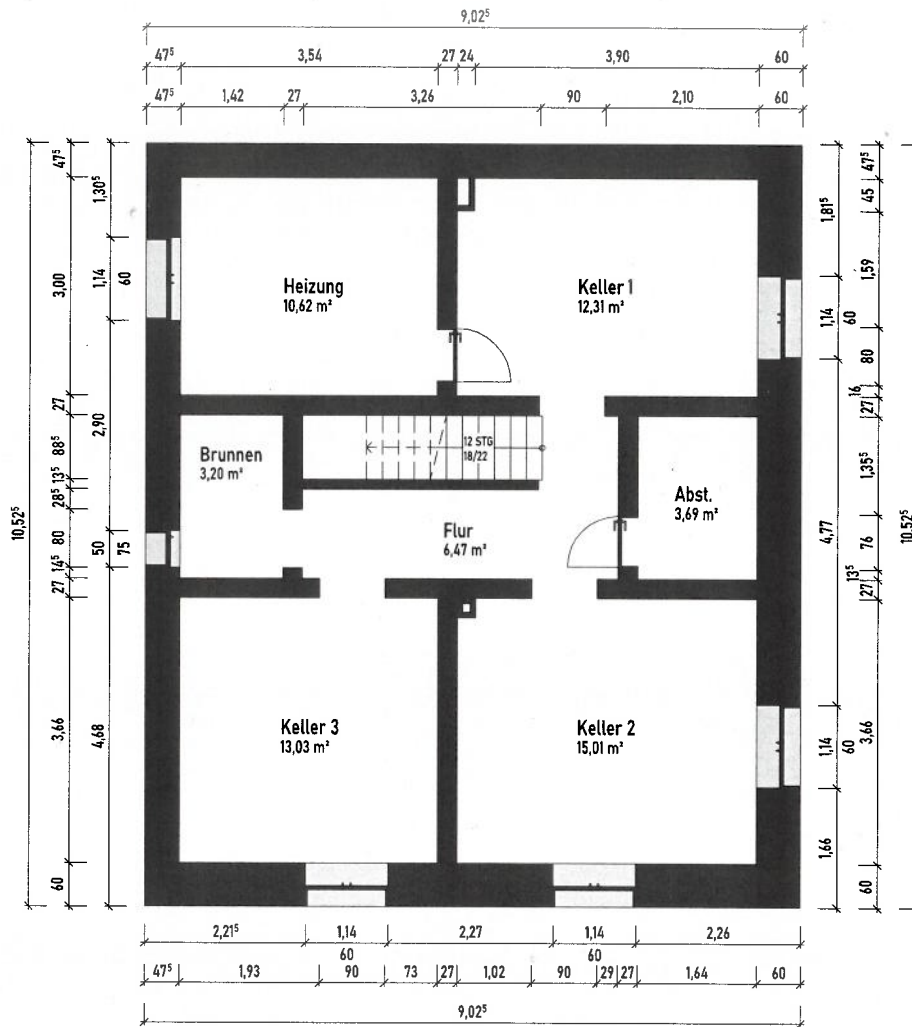 9,02⁵
47⁵ 3,54 27 24 3,90 60
47⁵ 1,42 27 3,26 90 2,10 60
10,52⁵
47⁵
3,00
27
88⁵
13⁵
28⁵
80
14⁵
27
3,66
60
1,30⁵
1,14
60
2,90
50
75
4,68
Heizung
10,62 m²
Keller 1
12,31 m²
Brunnen
3,20 m²
12 STG
18/22
Abst.
3,69 m²
Flur
6,47 m²
Keller 3
13,03 m²
Keller 2
15,01 m²
1,81⁵
1,14
60
4,77
1,14
60
1,66
47⁵
45
1,59
80
16
27
1,35⁵
76
13⁵
27
3,66
60
10,52⁵
2,21⁵ 1,14 2,27 1,14 2,26
60 60
47⁵ 1,93 90 73 27 1,02 90 29 27 1,64 60
9,02⁵